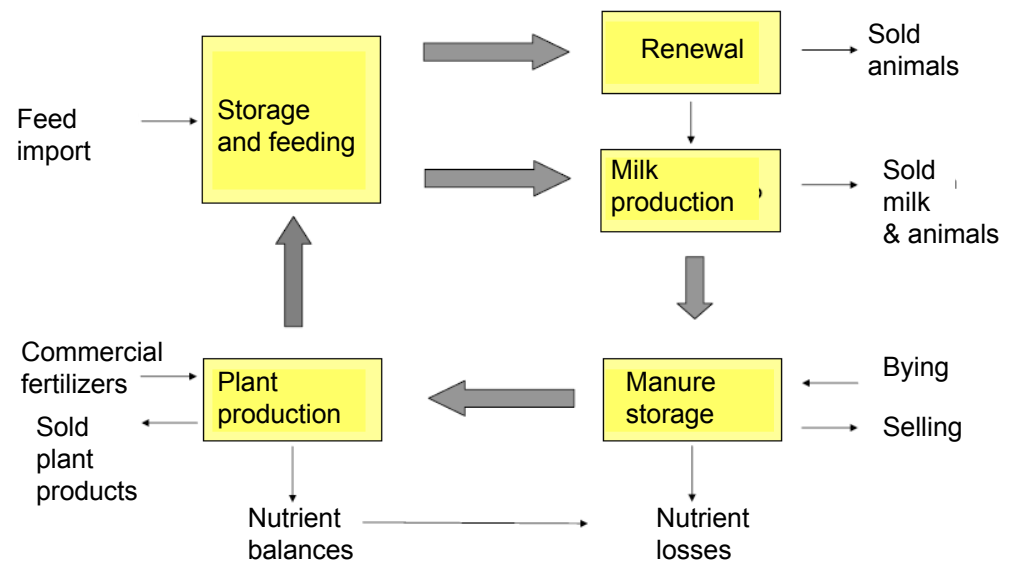 Renewal
Sold
animals
Storage
and feeding
Feed
import
Milk
production
Sold
milk
& animals
Commercial
fertilizers
Plant
production
Manure
storage
Bying
Selling
Sold
plant
products
Nutrient
balances
Nutrient
losses